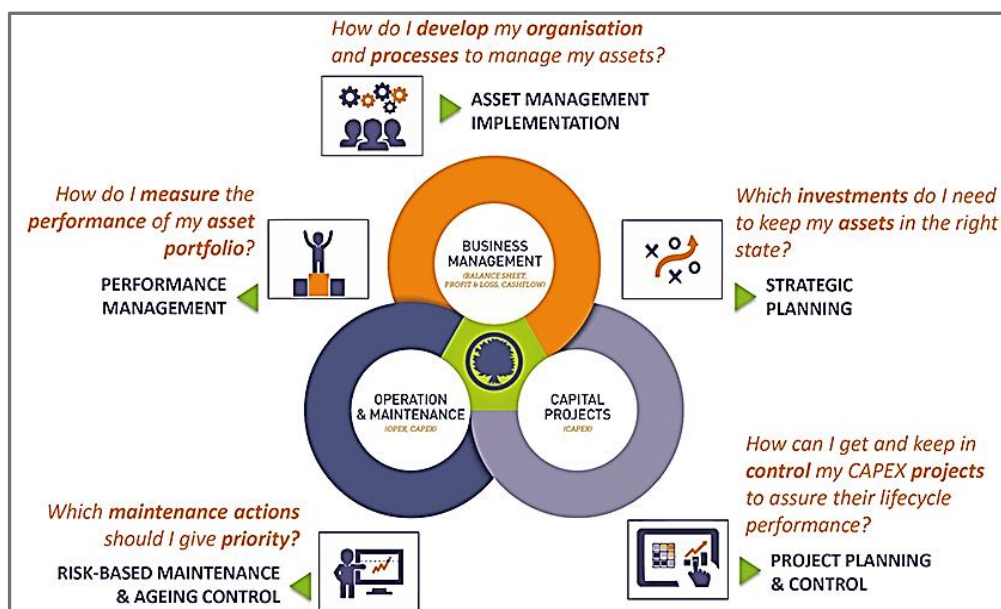 How do I develop my organisation
and processes to manage my assets?
ASSET MANAGEMENT
IMPLEMENTATION
How do I measure the
performance of my asset
portfolio?
PERFORMANCE
MANAGEMENT
Which investments do I need
to keep my assets in the right
state?
STRATEGIC
PLANNING
BUSINESS
MANAGEMENT
(BALANCE SHEET,
PROFIT & LOSS, CASHFLOW)
OPERATION
& MAINTENANCE
(OPEX, CAPEX)
CAPITAL
PROJECTS
(CAPEX)
How can I get and keep in
control my CAPEX projects
to assure their lifecycle
performance?
PROJECT PLANNING
& CONTROL
Which maintenance actions
should I give priority?
RISK-BASED MAINTENANCE
& AGEING CONTROL